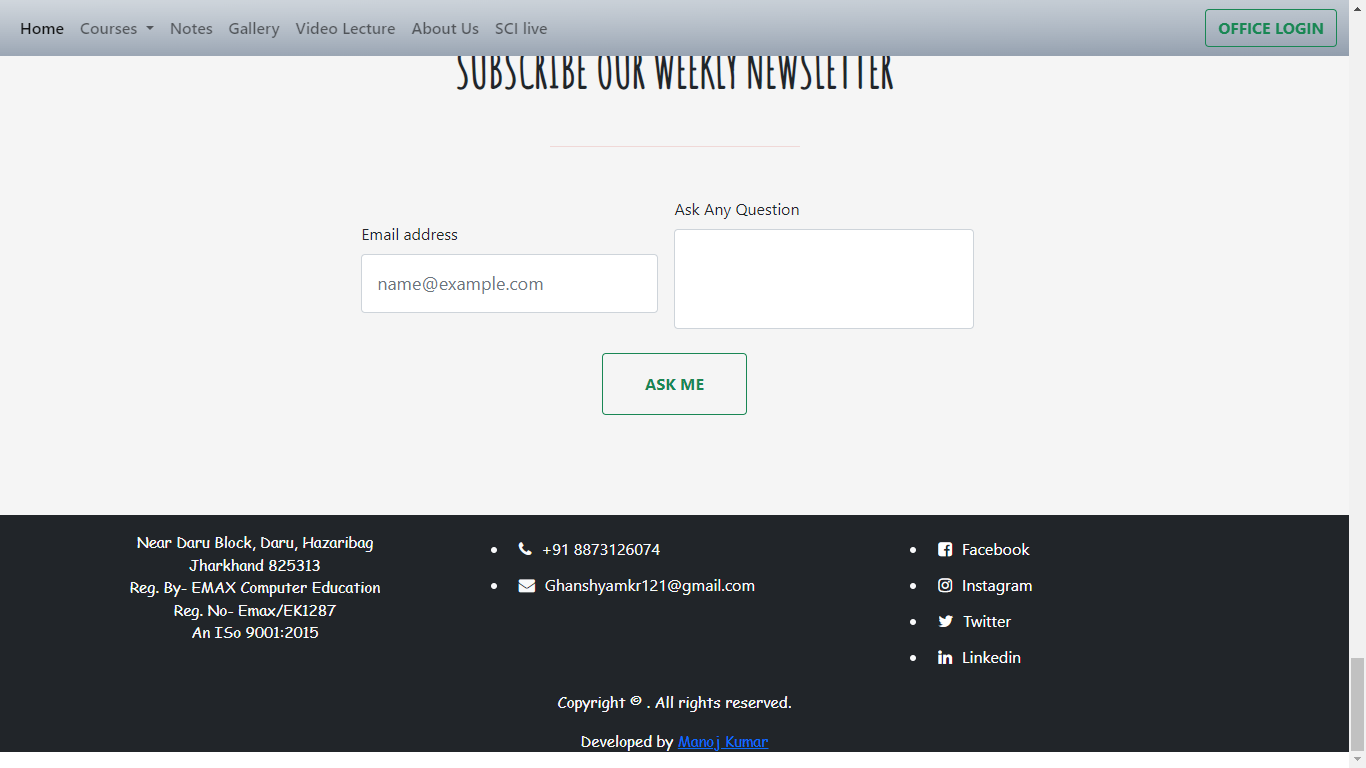 Home Courses Notes Gallery Video Lecture About Us SCI live OFFICE LOGIN
SUBSCRIBE OUR WEEKLY NEWSLETTER
Ask Any Question
Email address
name@example.com
ASK ME
Near Daru Block, Daru, Hazaribag
Jharkhand 825313
Reg. By- EMAX Computer Education
Reg. No- Emax/EK1287
An ISo 9001:2015
+91 8873126074
Ghanshyamkr121@gmail.com
Facebook
Instagram
Twitter
Linkedin
Copyright © . All rights reserved.
Developed by Manoj Kumar